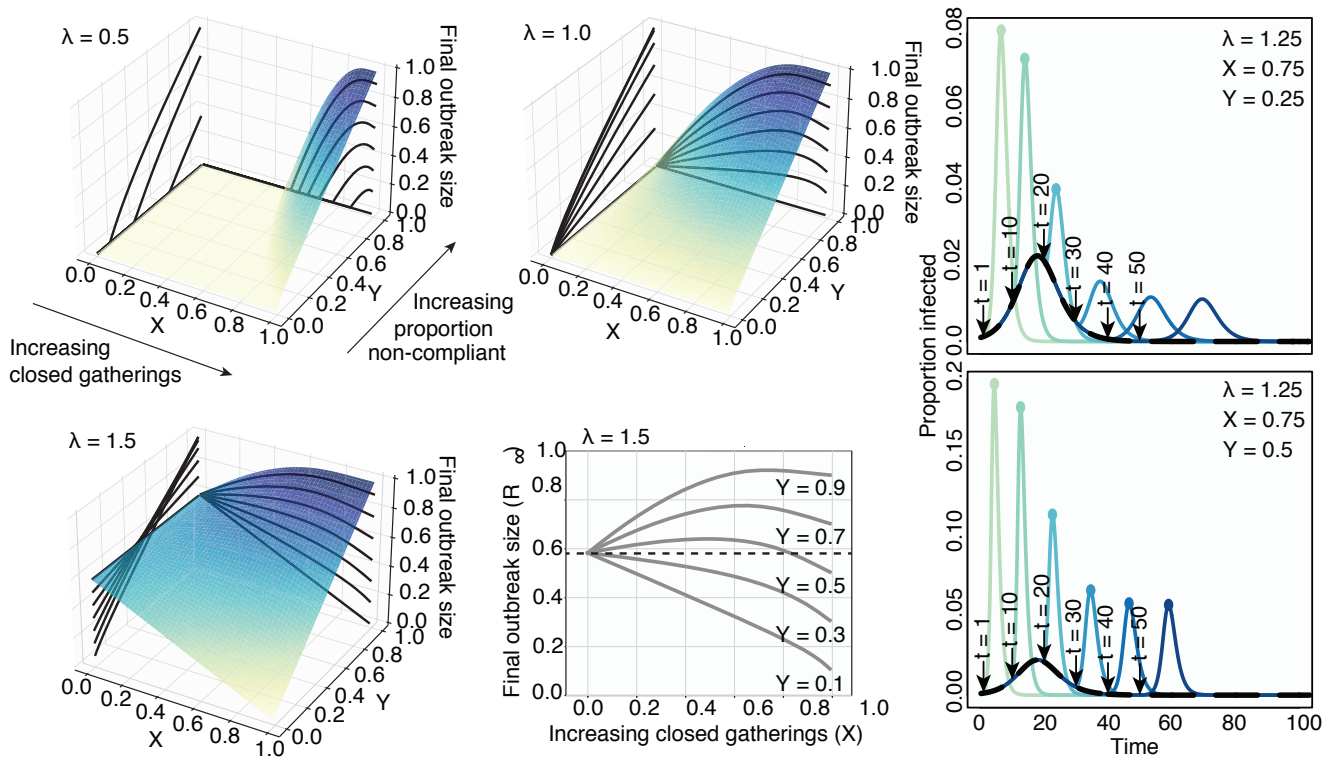 λ = 0.5
Final outbreak size
1.0
0.8
0.6
0.4
0.2
0.0
0.0
0.2
0.4
0.6
0.8
1.0
X
0.0
0.2
0.4
0.6
0.8
1.0
Y
Increasing
closed gatherings
Increasing
proportion
non-compliant
λ = 1.0
Final outbreak size
1.0
0.8
0.6
0.4
0.2
0.0
0.0
0.2
0.4
0.6
0.8
1.0
X
0.0
0.2
0.4
0.6
0.8
1.0
Y
λ = 1.5
Final outbreak size
1.0
0.8
0.6
0.4
0.2
0.0
0.0
0.2
0.4
0.6
0.8
1.0
X
0.0
0.2
0.4
0.6
0.8
1.0
Y
λ = 1.5
Final outbreak size (R∞)
1.0
0.8
0.6
0.4
0.2
0.0
Y = 0.9
Y = 0.7
Y = 0.5
Y = 0.3
Y = 0.1
0.0 0.2 0.4 0.6 0.8 1.0
Increasing closed gatherings (X)
Proportion infected
0.08
0.06
0.04
0.02
0.0
λ = 1.25
X = 0.75
Y = 0.25
t = 1
t = 10
t = 20
t = 30
t = 40
t = 50
0.2
0.15
0.10
0.05
0.00
λ = 1.25
X = 0.75
Y = 0.5
t = 1
t = 10
t = 20
t = 30
t = 40
t = 50
0 20 40 60 80 100
Time